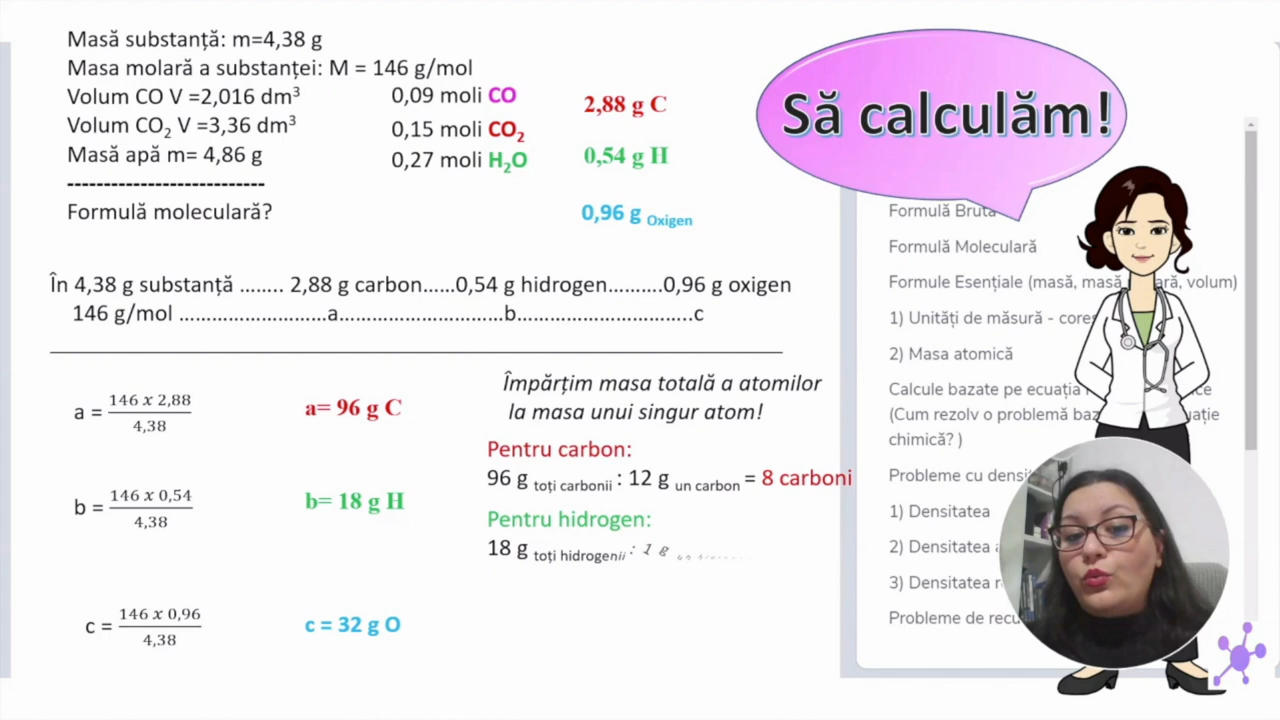 Masă substanță: m=4,38 g
Masa molară a substanței: M = 146 g/mol
Volum CO V =2,016 dm³
Volum CO₂ V =3,36 dm³
Masă apă m= 4,86 g
---------------------------
Formulă moleculară?
0,09 moli CO
0,15 moli CO₂
0,27 moli H₂O
2,88 g C
0,54 g H
0,96 g Oxigen
Să calculăm!
În 4,38 g substanță ........ 2,88 g carbon......0,54 g hidrogen..........0,96 g oxigen
146 g/mol ...........................a..............................b................................c
a = 146 x 2,88 / 4,38
a= 96 g C
b = 146 x 0,54 / 4,38
b= 18 g H
c = 146 x 0,96 / 4,38
c = 32 g O
Împărțim masa totală a atomilor
la masa unui singur atom!
Pentru carbon:
96 g toți carbonii : 12 g un carbon = 8 carboni
Pentru hidrogen:
18 g toți hidrogenii : 1 g
Formulă Brută
Formulă Moleculară
Formule Esențiale (masă, masă volum)
1) Unități de măsură -
2) Masa atomică
Calcule bazate pe ecuația
(Cum rezolv o problemă
chimică? )
Probleme cu
1) Densitatea
2) Densitatea
3) Densitatea
Probleme de